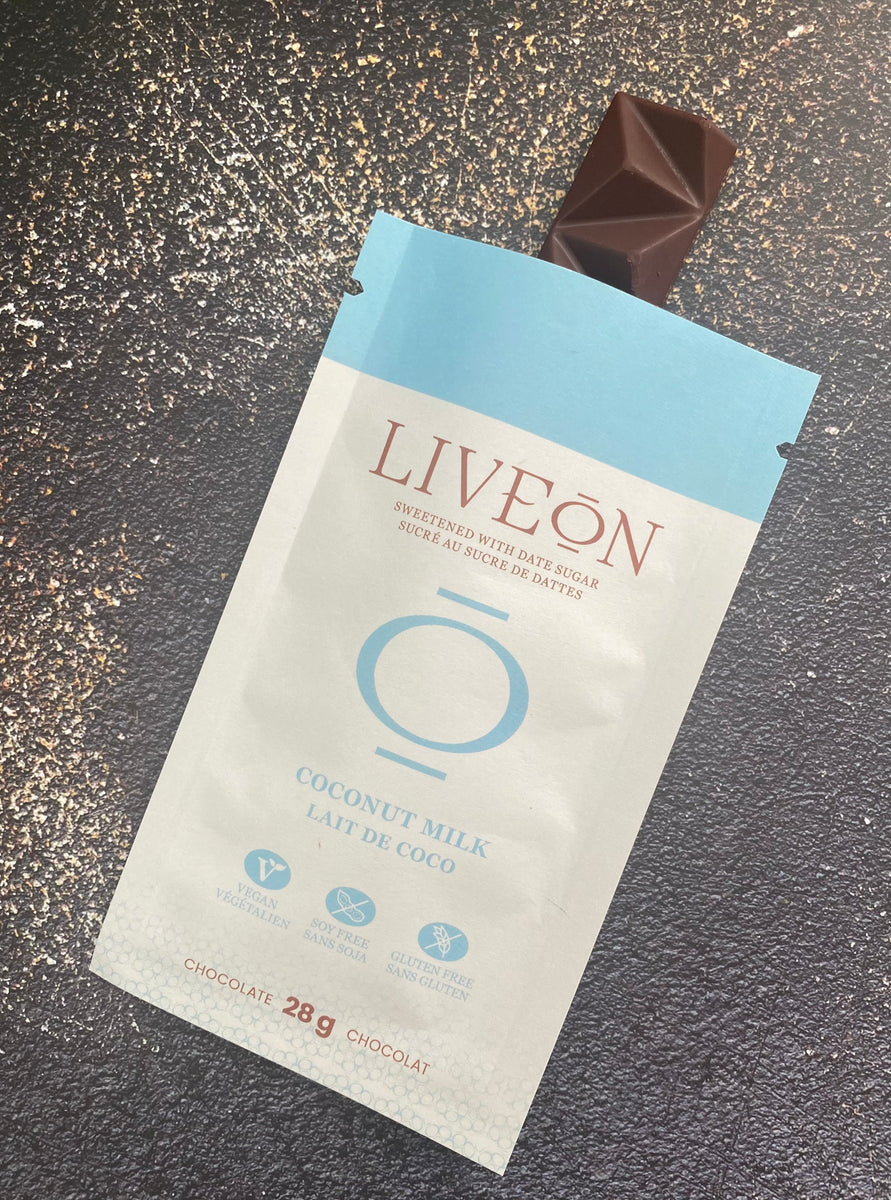 LIVEŌN
SWEETENED WITH DATE SUGAR
SUCRÉ AU SUCRE DE DATTES
Ō
COCONUT MILK
LAIT DE COCO
V
VEGAN
VÉGÉTALIEN
SOY FREE
SANS SOJA
GLUTEN FREE
SANS GLUTEN
CHOCOLATE 28 g CHOCOLAT